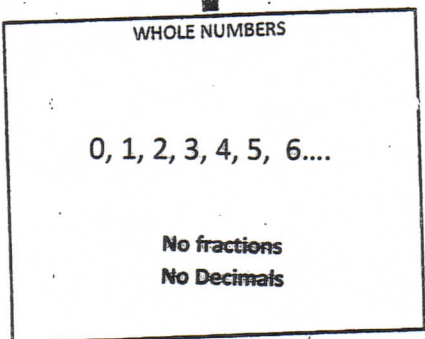 WHOLE NUMBERS
0, 1, 2, 3, 4, 5, 6....
No fractions
No Decimals